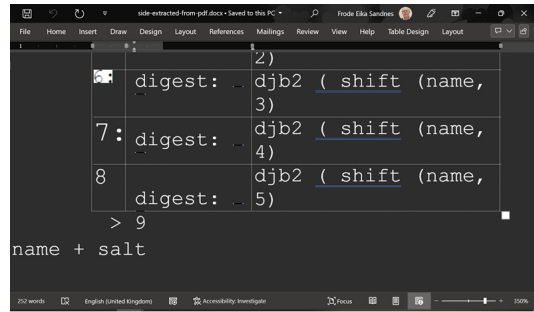 side-extracted-from-pdf.docx • Saved to this PC
Frode Eika Sandnes
File Home Insert Draw Design Layout References Mailings Review View Help Table Design Layout
2)
6: digest: djb2 ( shift (name,
3)
7: digest: djb2 ( shift (name,
4)
8 djb2 ( shift (name,
digest: 5)
> 9
name + salt
252 words English (United Kingdom) Accessibility: Investigate Focus 350%